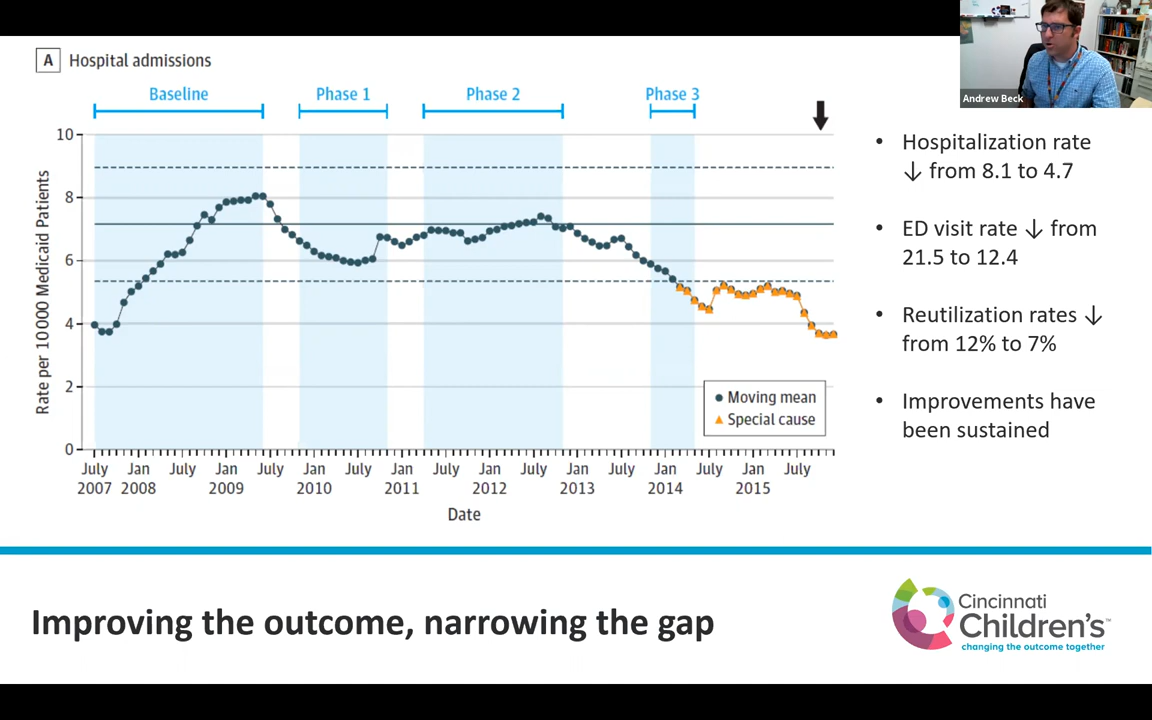 A Hospital admissions
Baseline
Phase 1
Phase 2
Phase 3
10
8
6
4
2
0
Rate per 10 000 Medicaid Patients
Moving mean
Special cause
July Jan July Jan July Jan July Jan July Jan July Jan July Jan July Jan July
2007 2008 2009 2010 2011 2012 2013 2014 2015
Date
Andrew Beck
• Hospitalization rate
↓ from 8.1 to 4.7
• ED visit rate ↓ from
21.5 to 12.4
• Reutilization rates ↓
from 12% to 7%
• Improvements have
been sustained
Improving the outcome, narrowing the gap
Cincinnati
Children's™
changing the outcome together